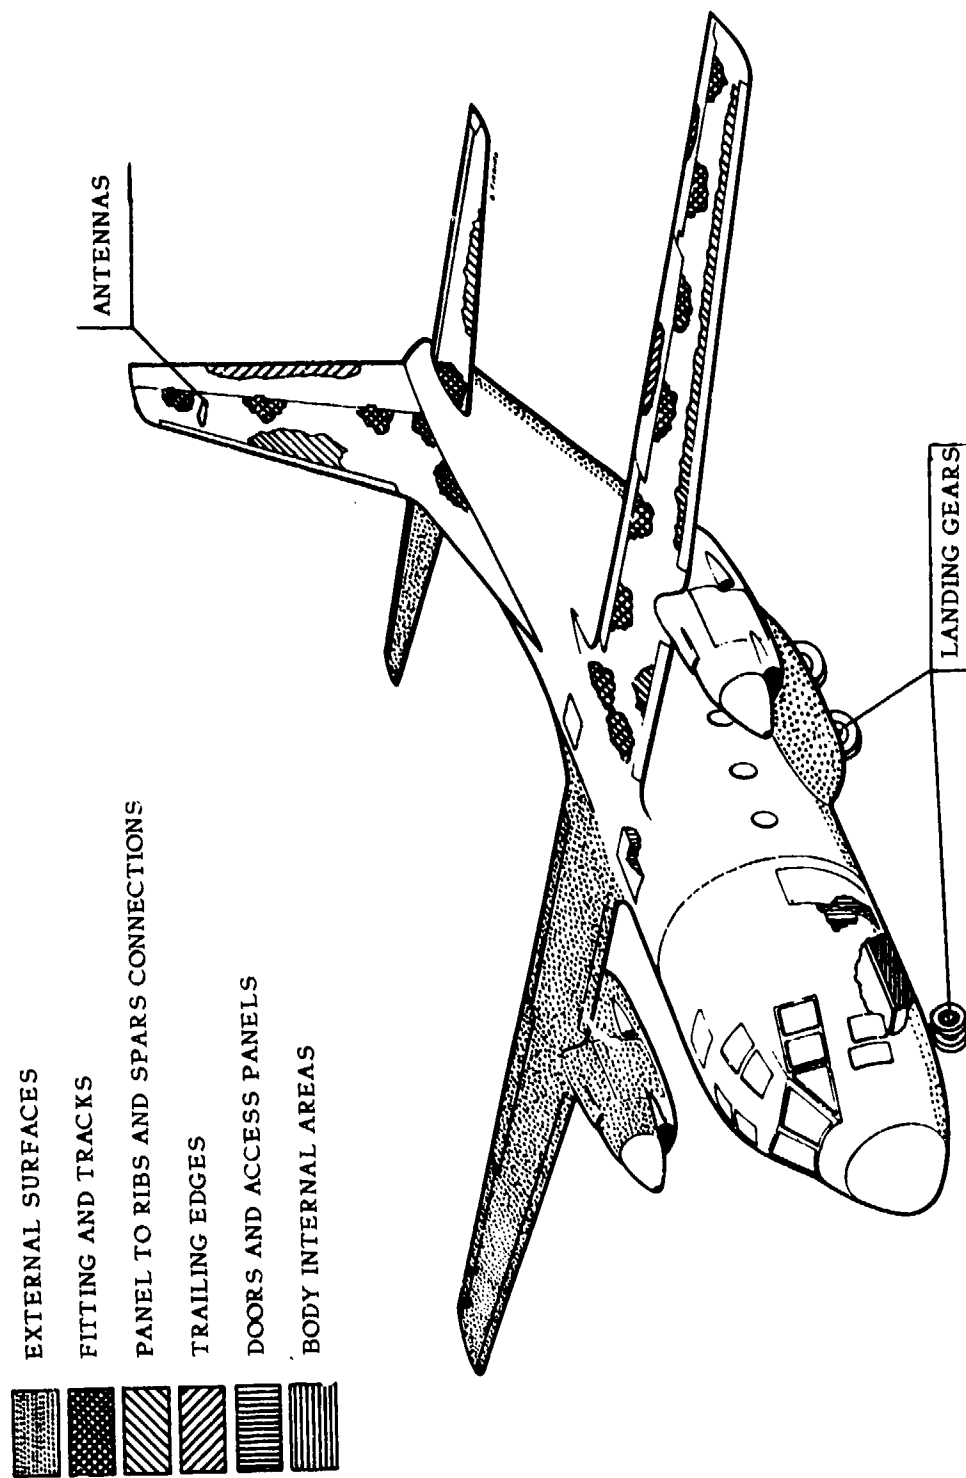 ANTENNAS
EXTERNAL SURFACES
FITTING AND TRACKS
PANEL TO RIBS AND SPARS CONNECTIONS
TRAILING EDGES
DOORS AND ACCESS PANELS
BODY INTERNAL AREAS
LANDING GEARS